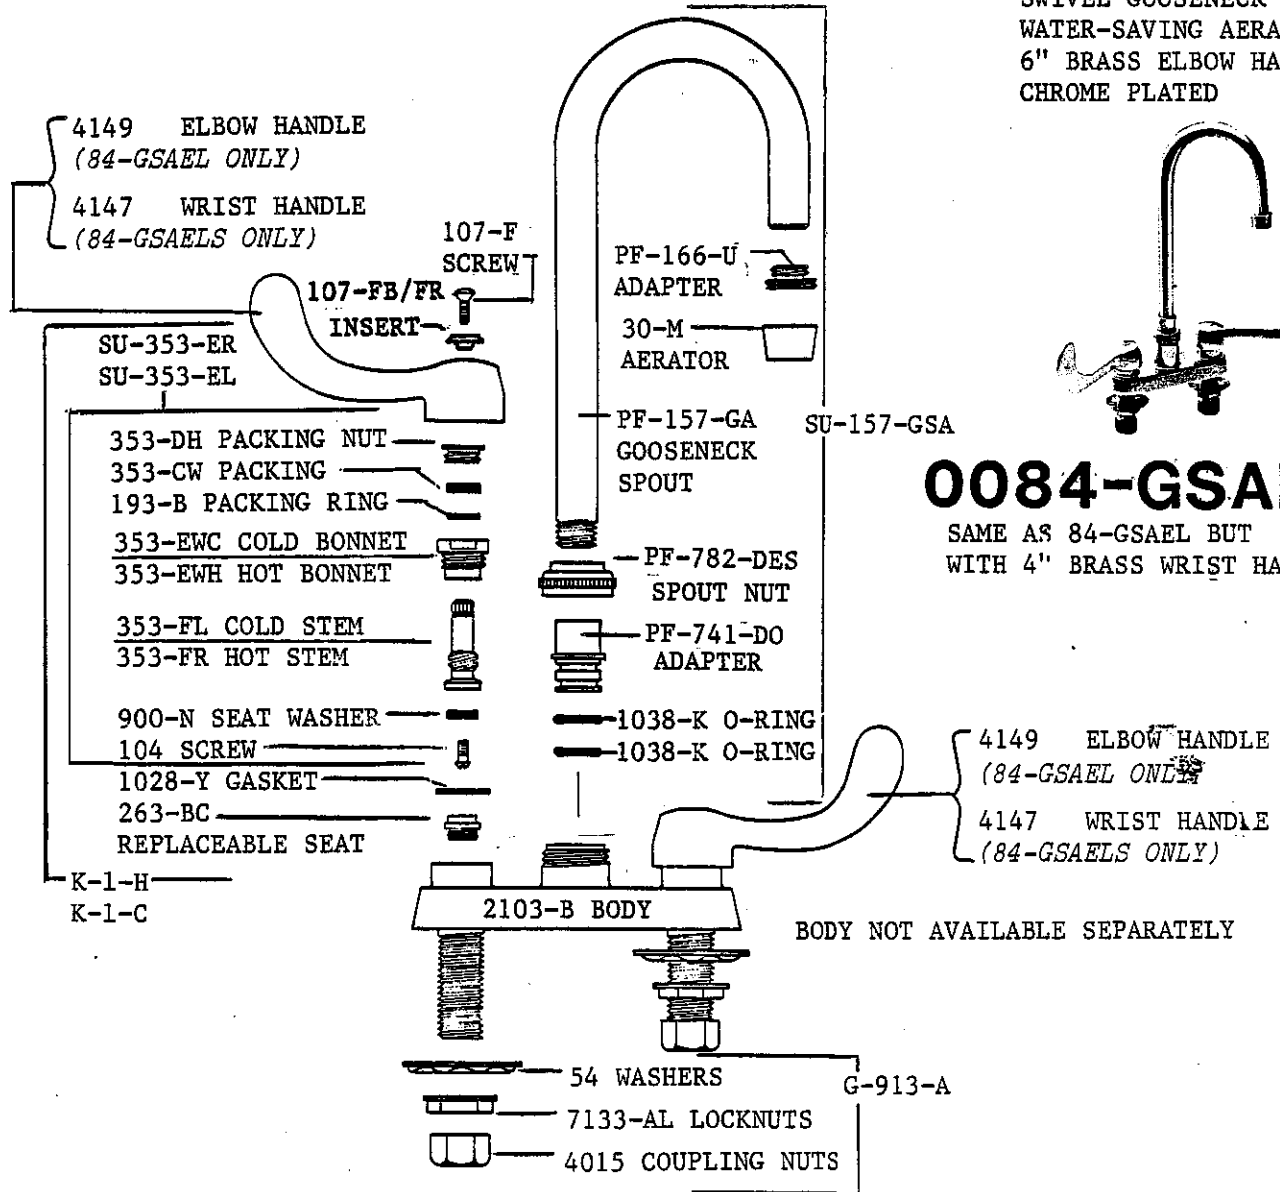 SWIVEL GOOSENECK
WATER-SAVING AERA
6" BRASS ELBOW HA
CHROME PLATED
4149 ELBOW HANDLE
(84-GSAEL ONLY)
4147 WRIST HANDLE
(84-GSAELS ONLY)
107-F
SCREW
107-FB/FR
INSERT
PF-166-U
ADAPTER
30-M
AERATOR
SU-353-ER
SU-353-EL
353-DH PACKING NUT
353-CW PACKING
193-B PACKING RING
353-EWC COLD BONNET
353-EWH HOT BONNET
353-FL COLD STEM
353-FR HOT STEM
900-N SEAT WASHER
104 SCREW
1028-Y GASKET
263-BC
REPLACEABLE SEAT
K-1-H
K-1-C
PF-157-GA
GOOSENECK
SPOUT
SU-157-GSA
0084-GSA
SAME AS 84-GSAEL BUT
WITH 4" BRASS WRIST HA
PF-782-DES
SPOUT NUT
PF-741-DO
ADAPTER
1038-K O-RING
1038-K O-RING
4149 ELBOW HANDLE
(84-GSAEL ONLY)
4147 WRIST HANDLE
(84-GSAELS ONLY)
2103-B BODY
BODY NOT AVAILABLE SEPARATELY
54 WASHERS
G-913-A
7133-AL LOCKNUTS
4015 COUPLING NUTS